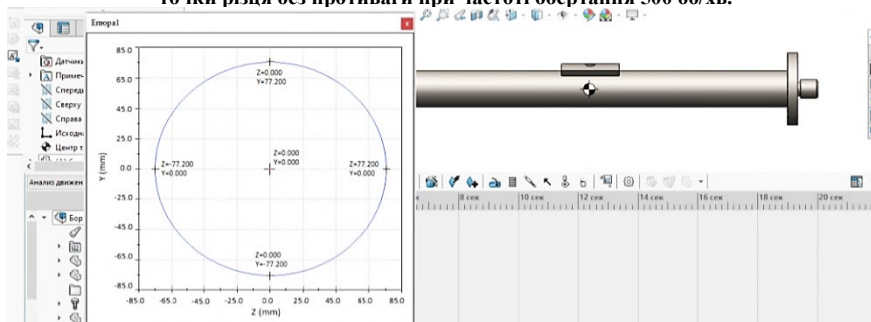 точки різця без противаги при частоті обертання 500 об/хв.
Эпюра1
85.0
65.0
45.0
25.0
0.0
-25.0
-45.0
-65.0
-85.0
Y (mm)
Z=0.000
Y=77.200
Z=-77.200
Y=0.000
Z=0.000
Y=0.000
Z=77.200
Y=0.000
Z=0.000
Y=-77.200
-85.0 -65.0 -45.0 -25.0 0.0 25.0 45.0 65.0 85.0
Z (mm)
Датчики
Приме
Спереди
Сверху
Справа
Исходн
Центр т
Анализ движен
Бор
8 сек 10 сек 12 сек 14 сек 16 сек 18 сек 20 сек